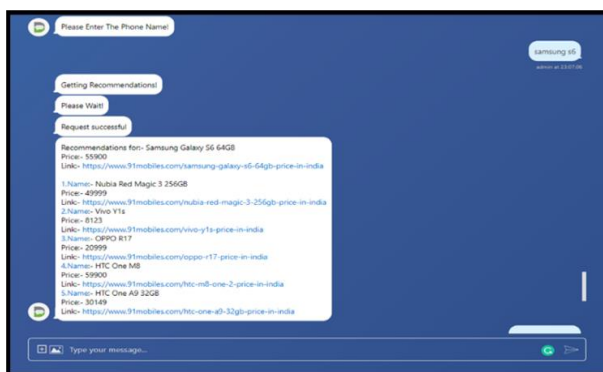 Please Enter The Phone Name!
samsung s6
admin at 23:07:06
Getting Recommendations!
Please Wait!
Request successful
Recommendations for:- Samsung Galaxy S6 64GB
Price:- 55900
Link:- https://www.91mobiles.com/samsung-galaxy-s6-64gb-price-in-india
1.Name:- Nubia Red Magic 3 256GB
Price:- 49999
Link:- https://www.91mobiles.com/nubia-red-magic-3-256gb-price-in-india
2.Name:- Vivo Y1s
Price:- 8123
Link:- https://www.91mobiles.com/vivo-y1s-price-in-india
3.Name:- OPPO R17
Price:- 20999
Link:- https://www.91mobiles.com/oppo-r17-price-in-india
4.Name:- HTC One M8
Price:- 59900
Link:- https://www.91mobiles.com/htc-m8-one-2-price-in-india
5.Name:- HTC One A9 32GB
Price:- 30149
Link:- https://www.91mobiles.com/htc-one-a9-32gb-price-in-india
Type your message...